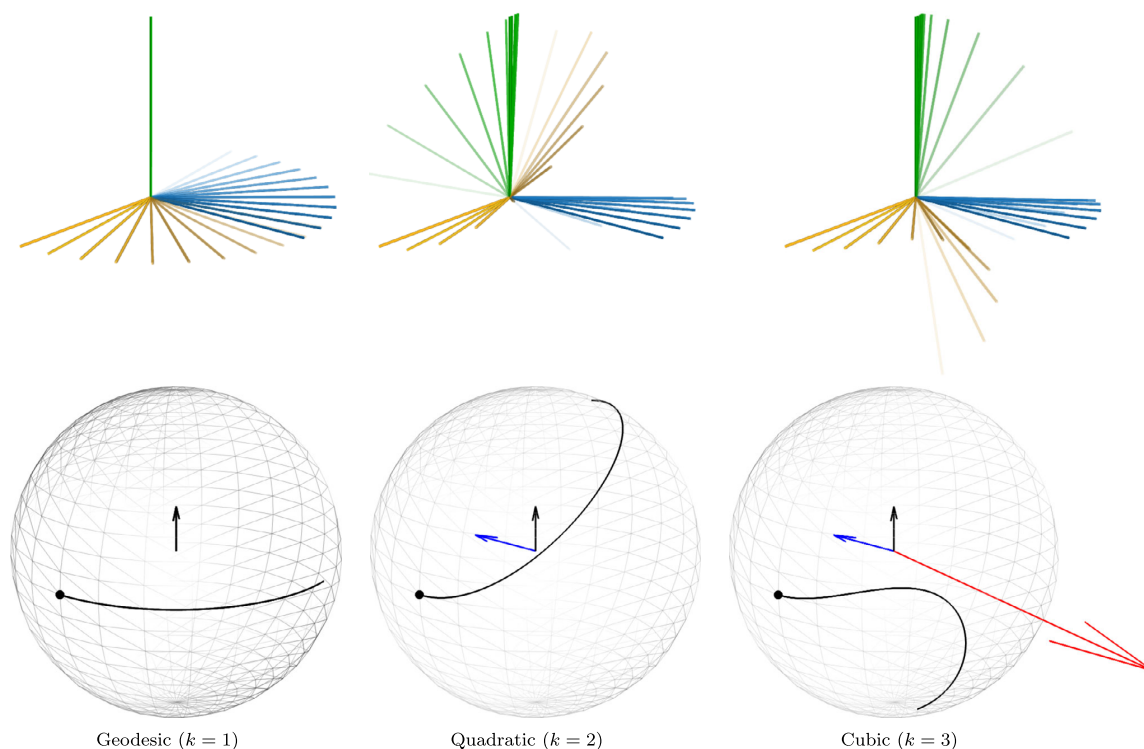 Geodesic (k = 1)
Quadratic (k = 2)
Cubic (k = 3)